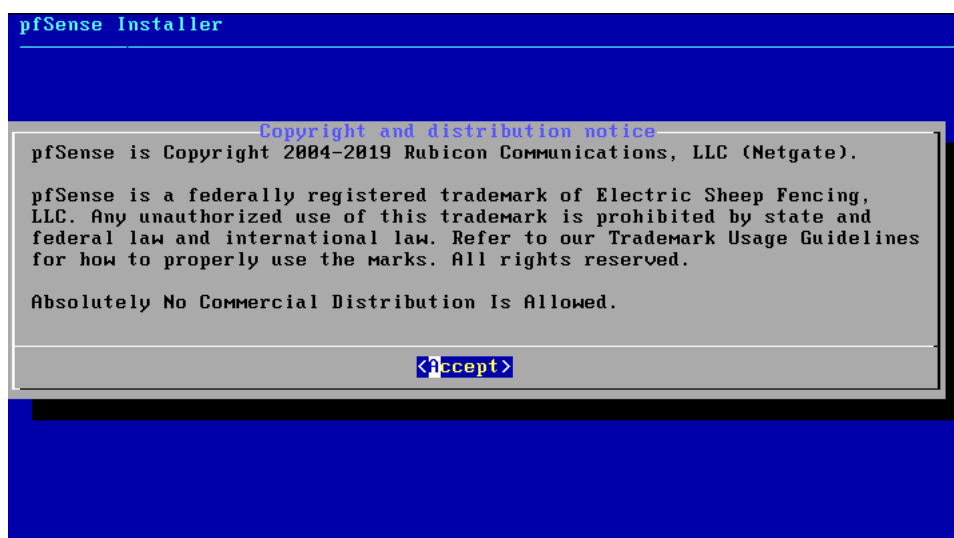 pfSense Installer
Copyright and distribution notice
pfSense is Copyright 2004-2019 Rubicon Communications, LLC (Netgate).
pfSense is a federally registered trademark of Electric Sheep Fencing,
LLC. Any unauthorized use of this trademark is prohibited by state and
federal law and international law. Refer to our Trademark Usage Guidelines
for how to properly use the marks. All rights reserved.
Absolutely No Commercial Distribution Is Allowed.
<Accept>